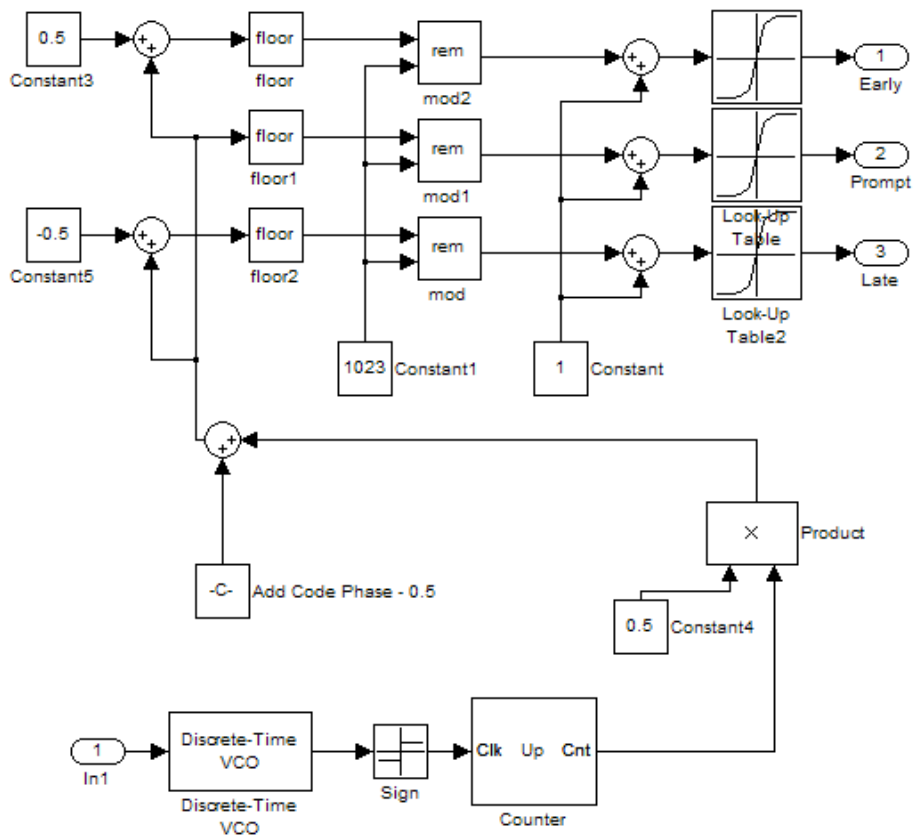 0.5
Constant3
floor
floor
rem
mod2
1
Early
floor
floor1
rem
mod1
2
Prompt
Look-Up
Table
-0.5
Constant5
floor
floor2
rem
mod
3
Late
Look-Up
Table2
1023
Constant1
1
Constant
-C-
Add Code Phase - 0.5
Product
0.5
Constant4
1
In1
Discrete-Time
VCO
Discrete-Time
VCO
Sign
Clk Up Cnt
Counter